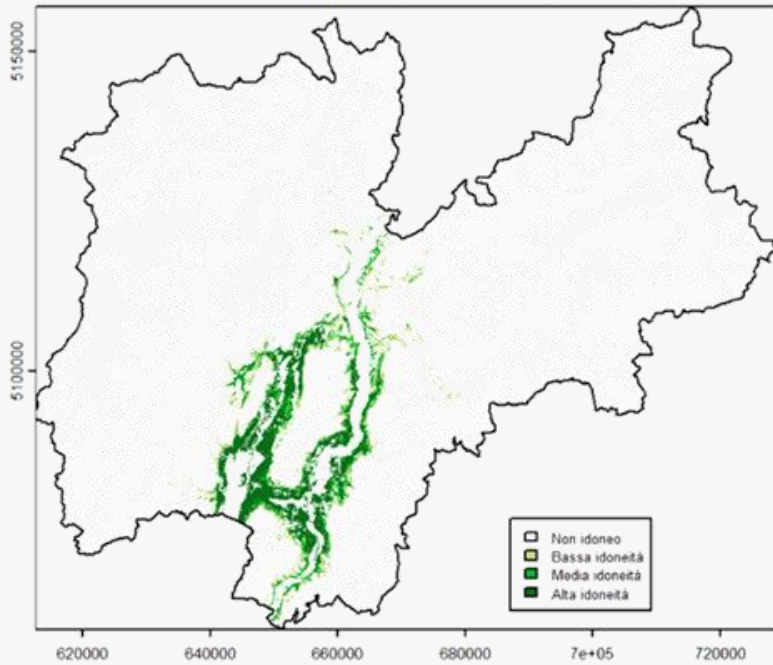 5150000
5100000
Non idoneo
Bassa idoneità
Media idoneità
Alta idoneità
620000 640000 660000 680000 7e+05 720000